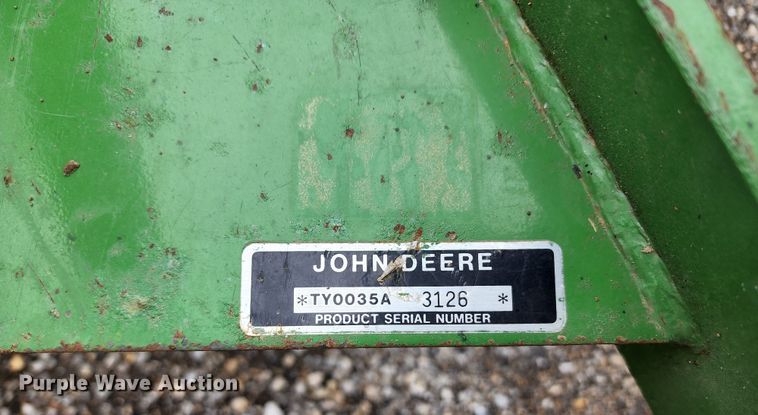 JOHN DEERE
*TY0035A 3126 *
PRODUCT SERIAL NUMBER
Purple Wave Auction